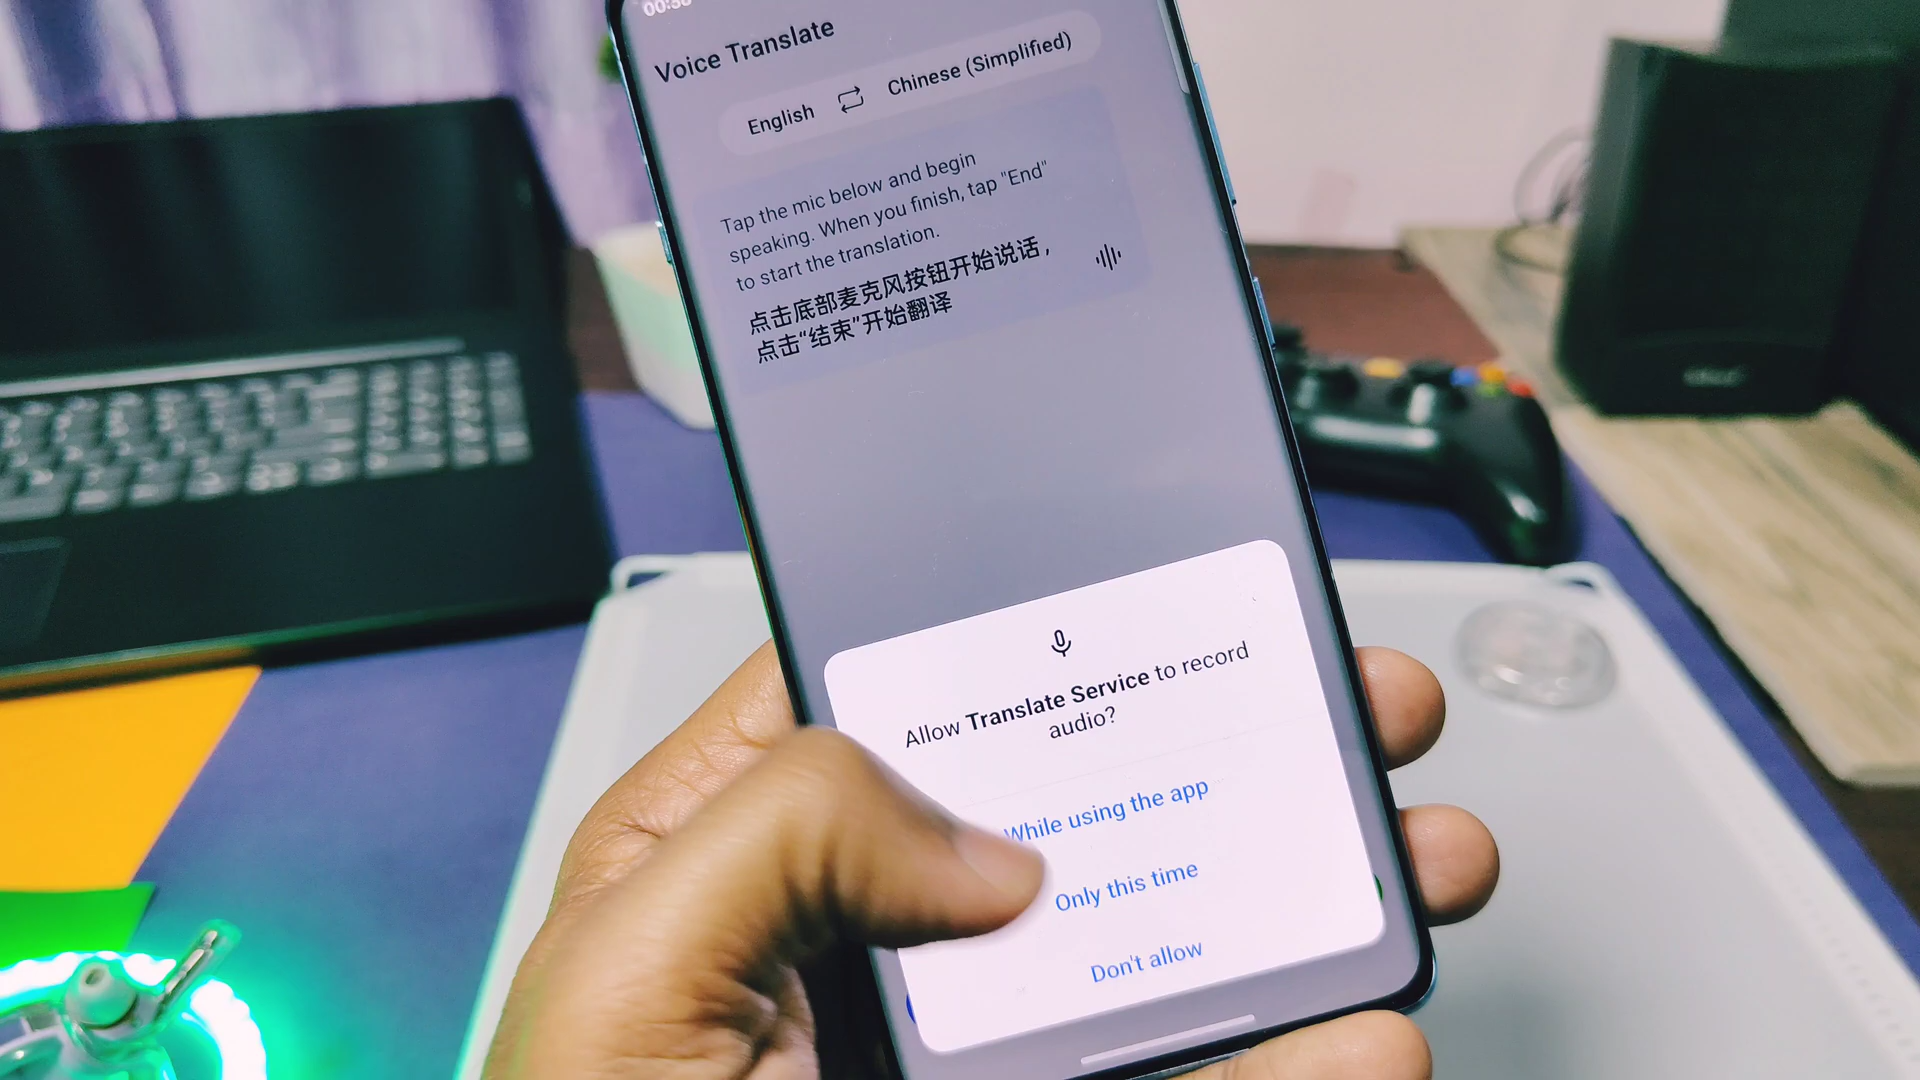 Voice Translate
English
Chinese (Simplified)
Tap the mic below and begin
speaking. When you finish, tap "End"
to start the translation.
点击底部麦克风按钮开始说话，
点击“结束”开始翻译
Allow Translate Service to record
audio?
While using the app
Only this time
Don't allow